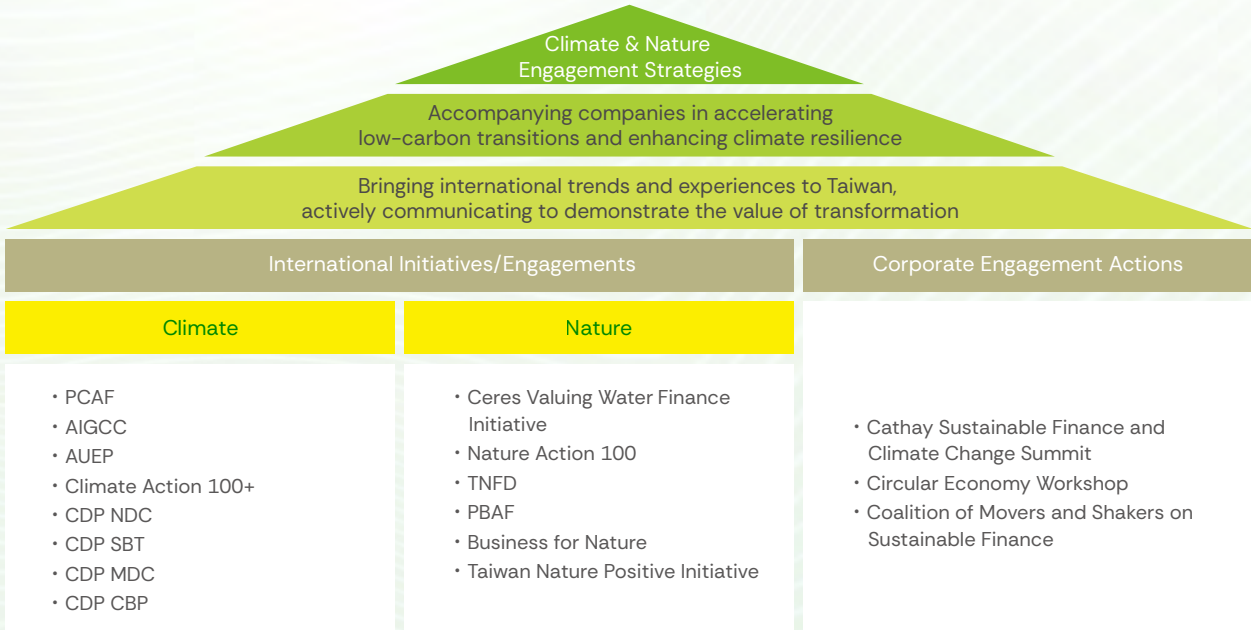 Climate & Nature
Engagement Strategies
Accompanying companies in accelerating
low-carbon transitions and enhancing climate resilience
Bringing international trends and experiences to Taiwan,
actively communicating to demonstrate the value of transformation
International Initiatives/Engagements
Corporate Engagement Actions
Climate
Nature
・PCAF
・AIGCC
・AUEP
・Climate Action 100+
・CDP NDC
・CDP SBT
・CDP MDC
・CDP CBP
・Ceres Valuing Water Finance
Initiative
・Nature Action 100
・TNFD
・PBAF
・Business for Nature
・Taiwan Nature Positive Initiative
・Cathay Sustainable Finance and
Climate Change Summit
・Circular Economy Workshop
・Coalition of Movers and Shakers on
Sustainable Finance